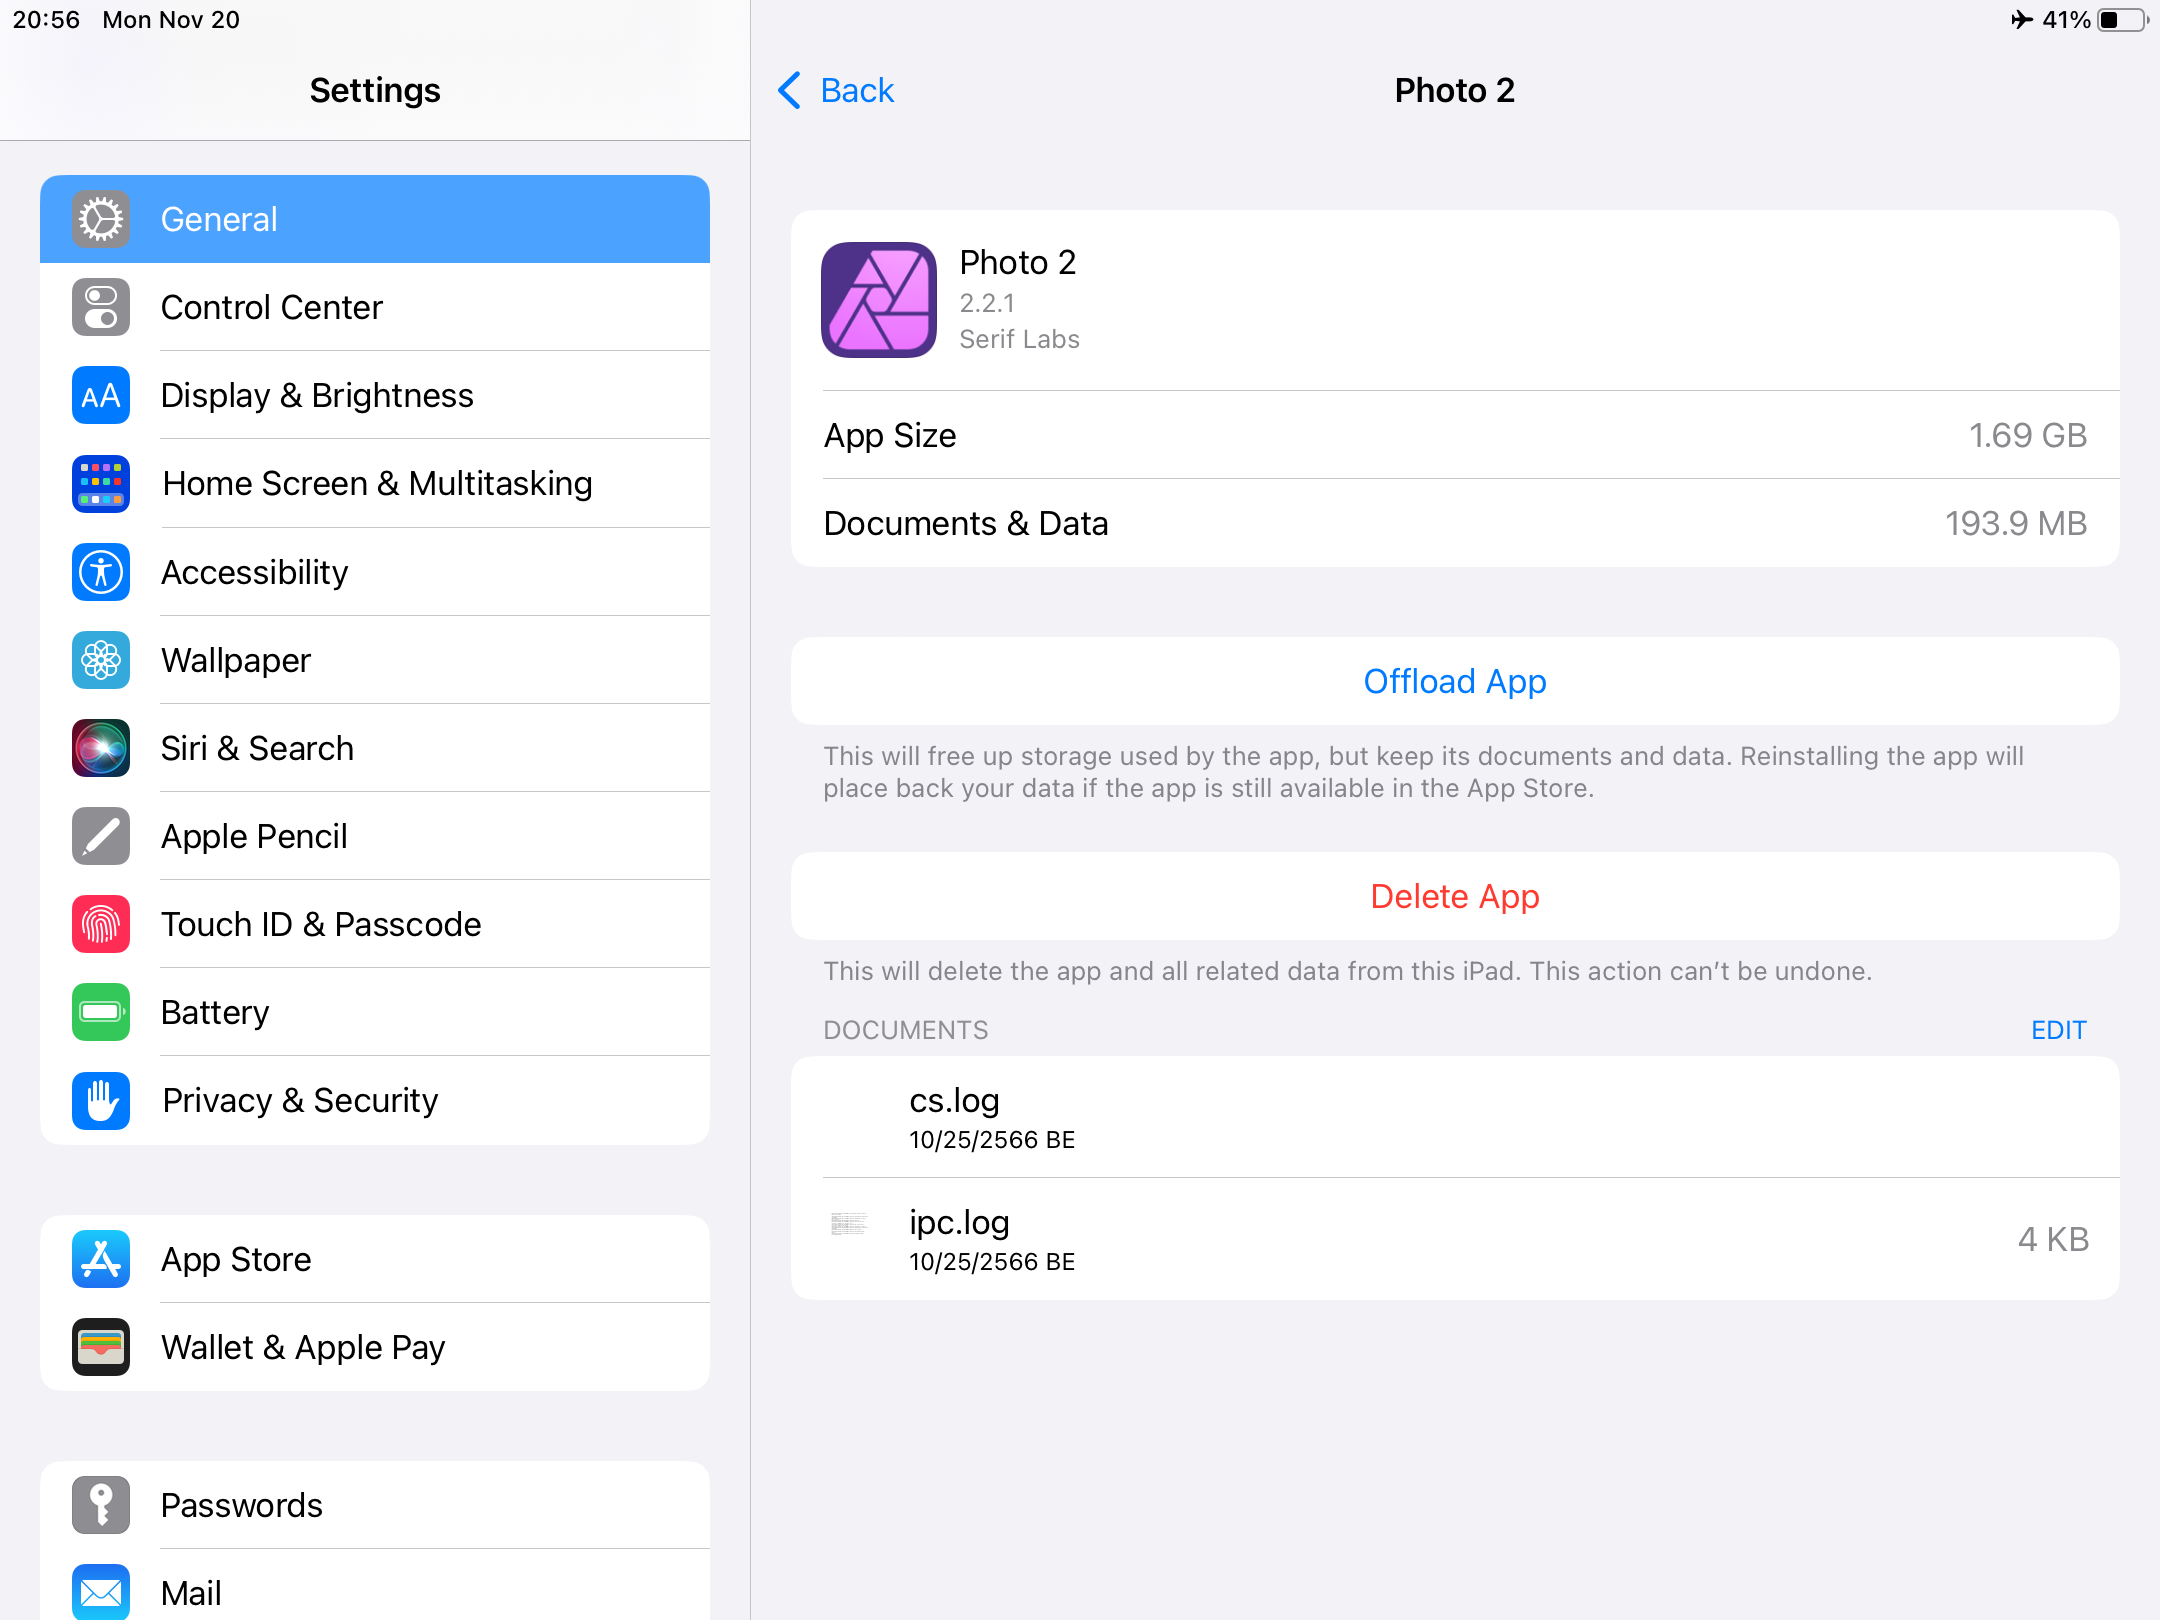 20:56 Mon Nov 20
41%
Settings
General
Control Center
AA Display & Brightness
Home Screen & Multitasking
Accessibility
Wallpaper
Siri & Search
Apple Pencil
Touch ID & Passcode
Battery
Privacy & Security
App Store
Wallet & Apple Pay
Passwords
Mail
Back
Photo 2
Photo 2
2.2.1
Serif Labs
App Size 1.69 GB
Documents & Data 193.9 MB
Offload App
This will free up storage used by the app, but keep its documents and data. Reinstalling the app will
place back your data if the app is still available in the App Store.
Delete App
This will delete the app and all related data from this iPad. This action can’t be undone.
DOCUMENTS EDIT
cs.log
10/25/2566 BE
ipc.log
10/25/2566 BE
4 KB